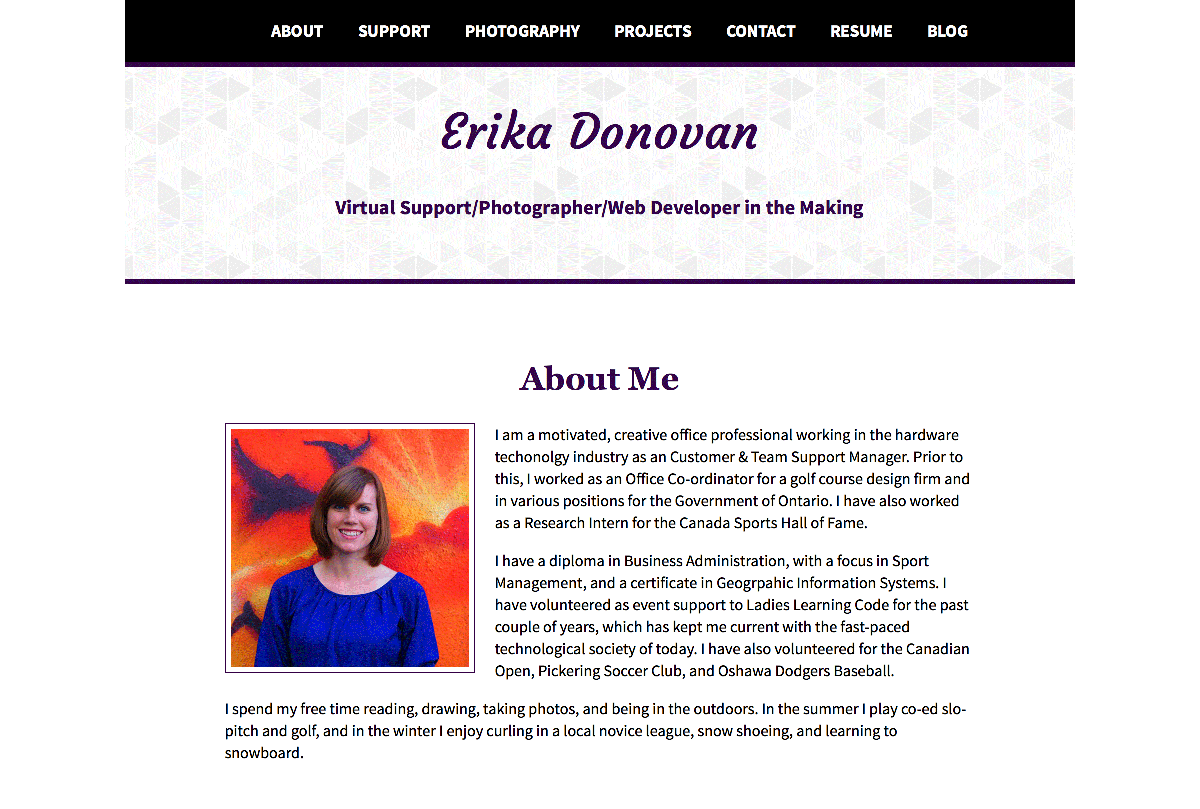 ABOUT SUPPORT PHOTOGRAPHY PROJECTS CONTACT RESUME BLOG
Erika Donovan
Virtual Support/Photographer/Web Developer in the Making
About Me
I am a motivated, creative office professional working in the hardware
techonolgy industry as an Customer & Team Support Manager. Prior to
this, I worked as an Office Co-ordinator for a golf course design firm and
in various positions for the Government of Ontario. I have also worked
as a Research Intern for the Canada Sports Hall of Fame.
I have a diploma in Business Administration, with a focus in Sport
Management, and a certificate in Geogrpahic Information Systems. I
have volunteered as event support to Ladies Learning Code for the past
couple of years, which has kept me current with the fast-paced
technological society of today. I have also volunteered for the Canadian
Open, Pickering Soccer Club, and Oshawa Dodgers Baseball.
I spend my free time reading, drawing, taking photos, and being in the outdoors. In the summer I play co-ed slo-
pitch and golf, and in the winter I enjoy curling in a local novice league, snow shoeing, and learning to
snowboard.